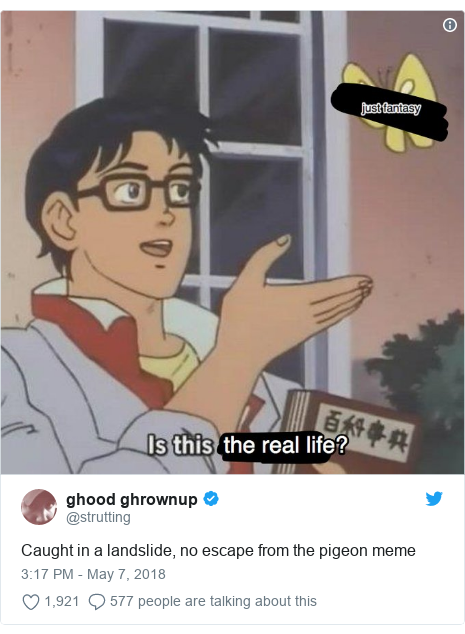 just fantasy
百科事典
Is this the real life?
ghood ghrownup
@strutting
Caught in a landslide, no escape from the pigeon meme
3:17 PM - May 7, 2018
1,921 577 people are talking about this